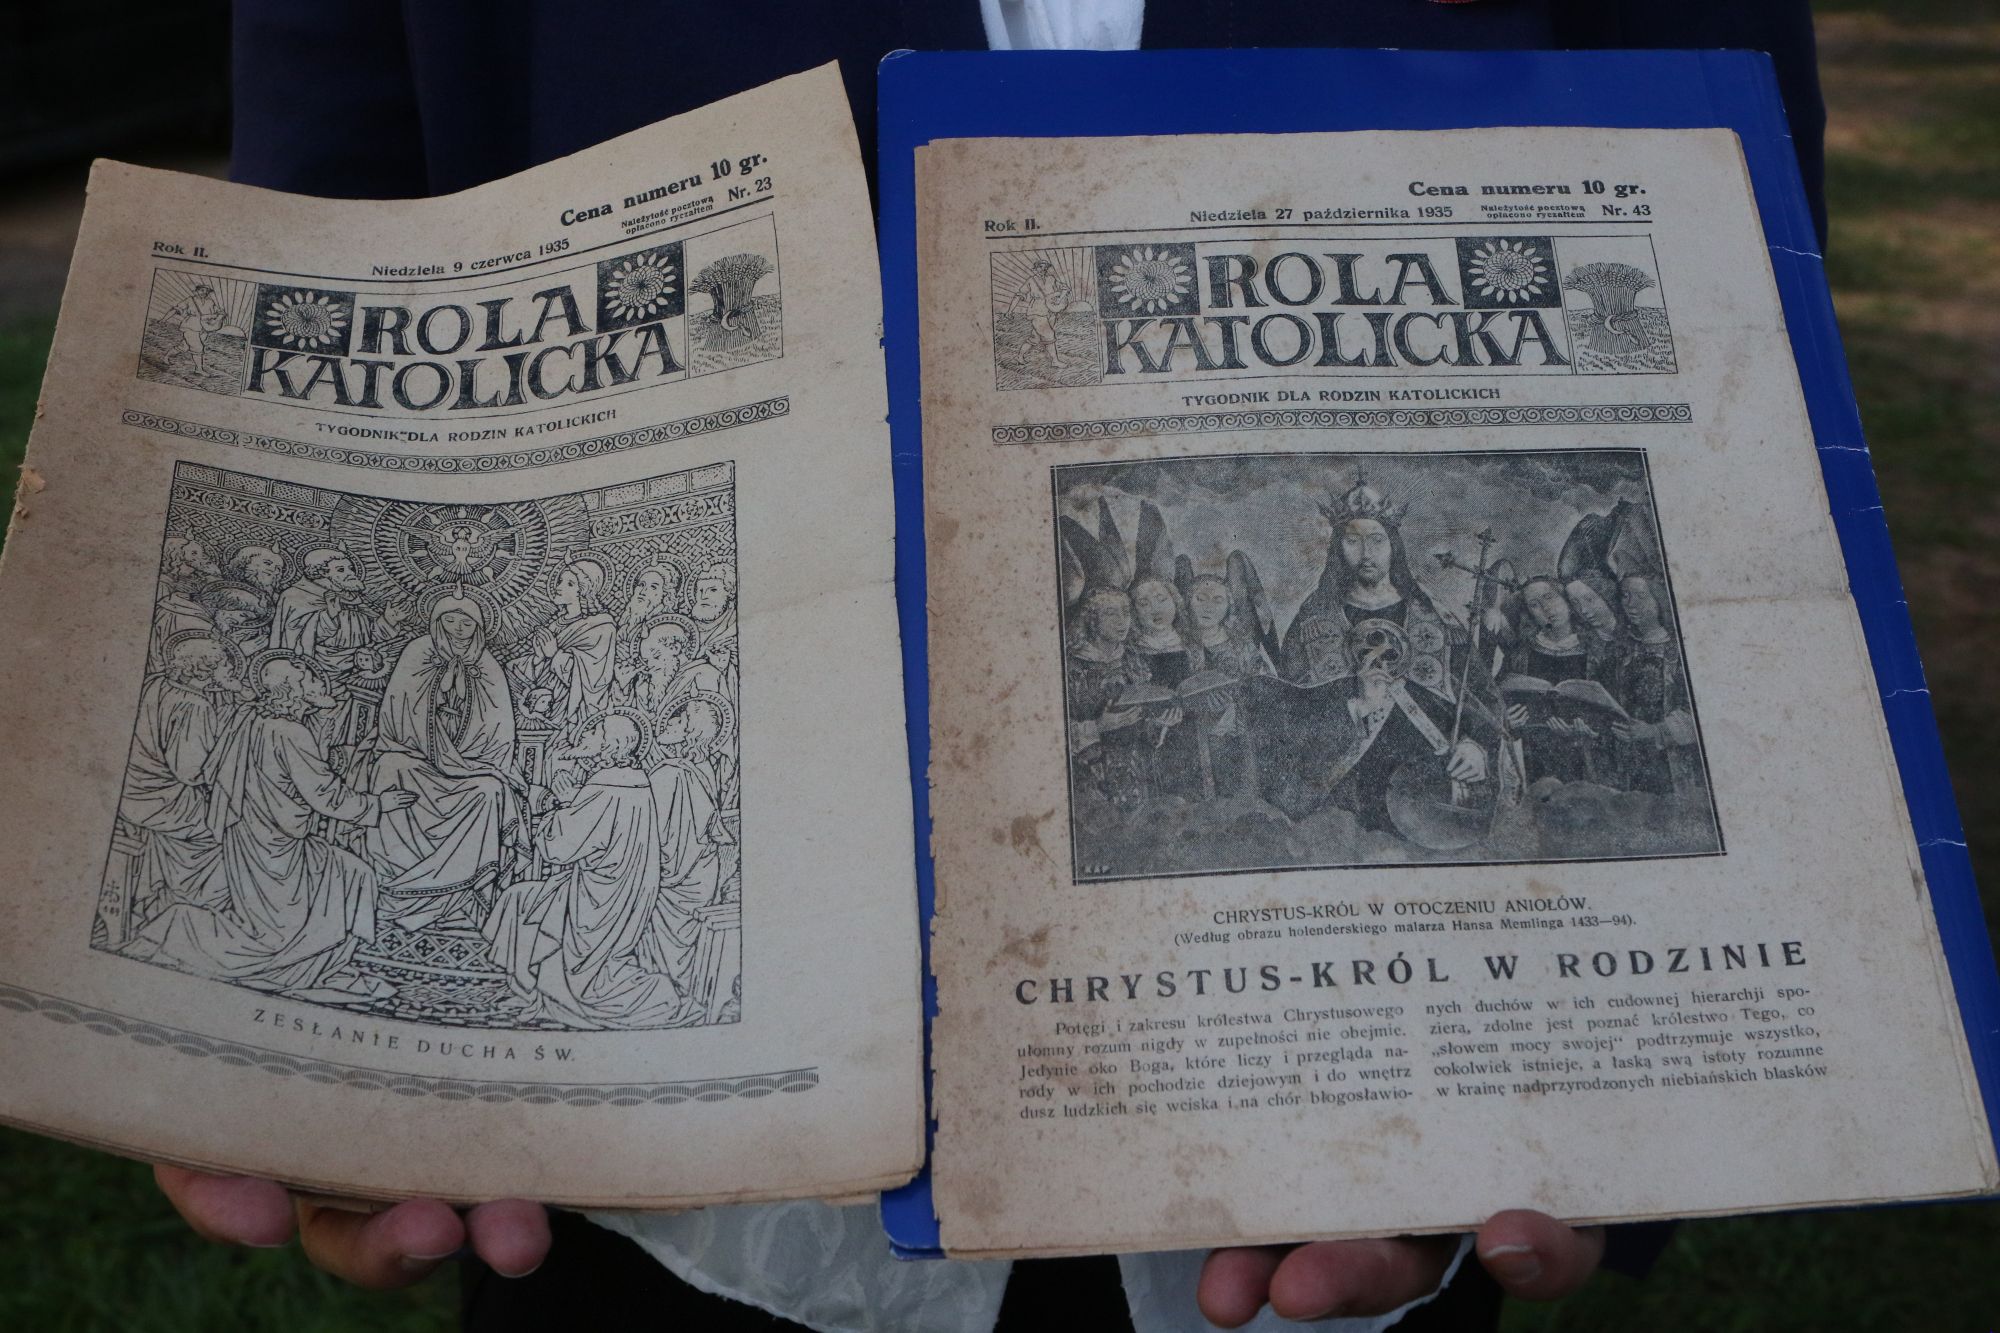 Cena numeru 10 gr.
Rok II.
Niedziela 9 czerwca 1935
Należytość pocztową
opłacono ryczałtem
Nr. 23
ROLA
KATOLICKA
TYGODNIK DLA RODZIN KATOLICKICH
ZESŁANIE DUCHA ŚW.
Cena numeru 10 gr.
Rok II.
Niedziela 27 października 1935
Należytość pocztową
opłacono ryczałtem
Nr. 43
ROLA
KATOLICKA
TYGODNIK DLA RODZIN KATOLICKICH
CHRYSTUS-KRÓL W OTOCZENIU ANIOŁÓW.
(Według obrazu holenderskiego malarza Hansa Memlinga 1433—94).
CHRYSTUS-KRÓL W RODZINIE
Potęgi i zakresu królestwa Chrystusowego
ułomny rozum nigdy w zupełności nie obejmie.
Jedynie oko Boga, które liczy i przegląda na-
rody w ich pochodzie dziejowym i do wnętrz
dusz ludzkich się wciska i na chór błogosławio-
nych duchów w ich cudownej hierarchji spo-
ziera, zdolne jest poznać królestwo Tego, co
„słowem mocy swojej“ podtrzymuje wszystko,
cokolwiek istnieje, a łaską swą istoty rozumne
w krainę nadprzyrodzonych niebiańskich blasków